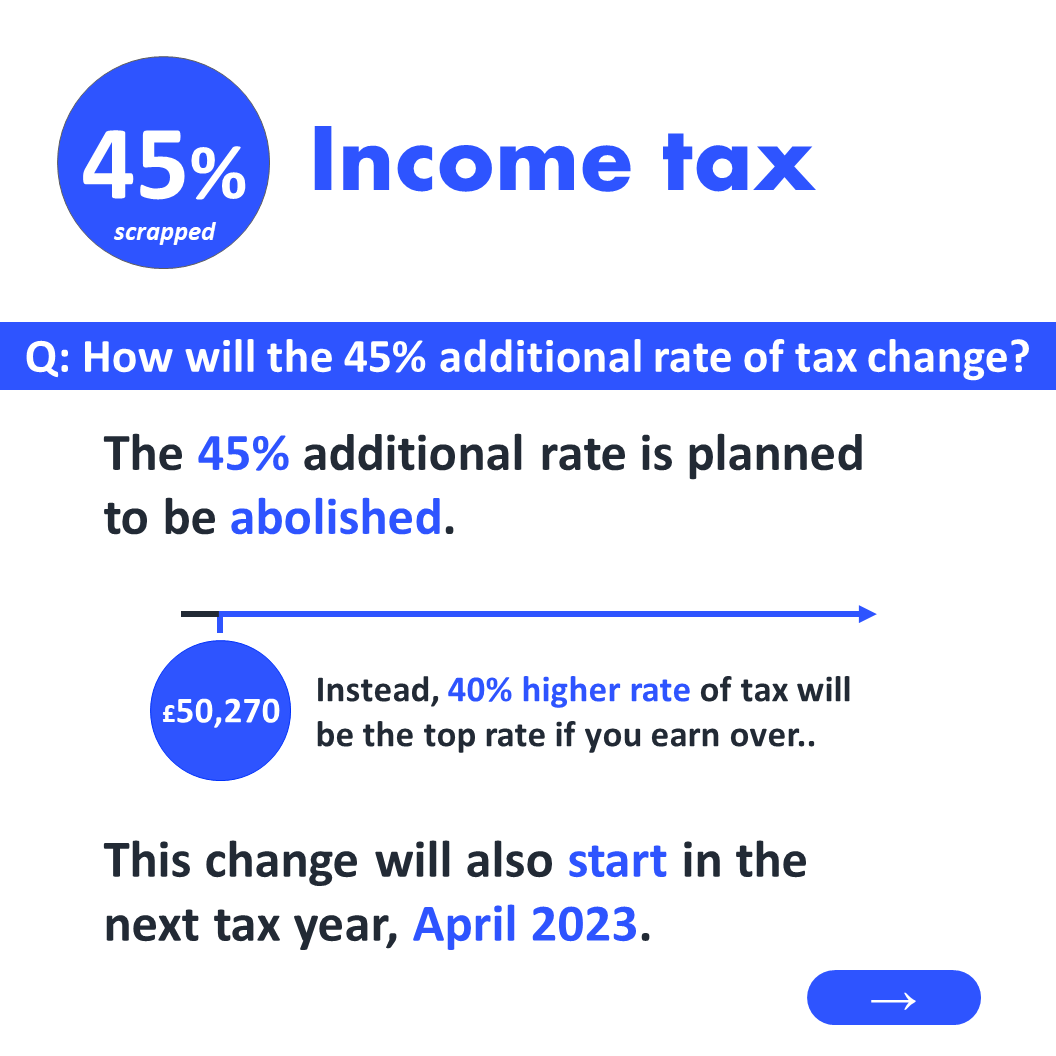 45%
scrapped
Income tax
Q: How will the 45% additional rate of tax change?
The 45% additional rate is planned
to be abolished.
£50,270
Instead, 40% higher rate of tax will
be the top rate if you earn over..
This change will also start in the
next tax year, April 2023.
→